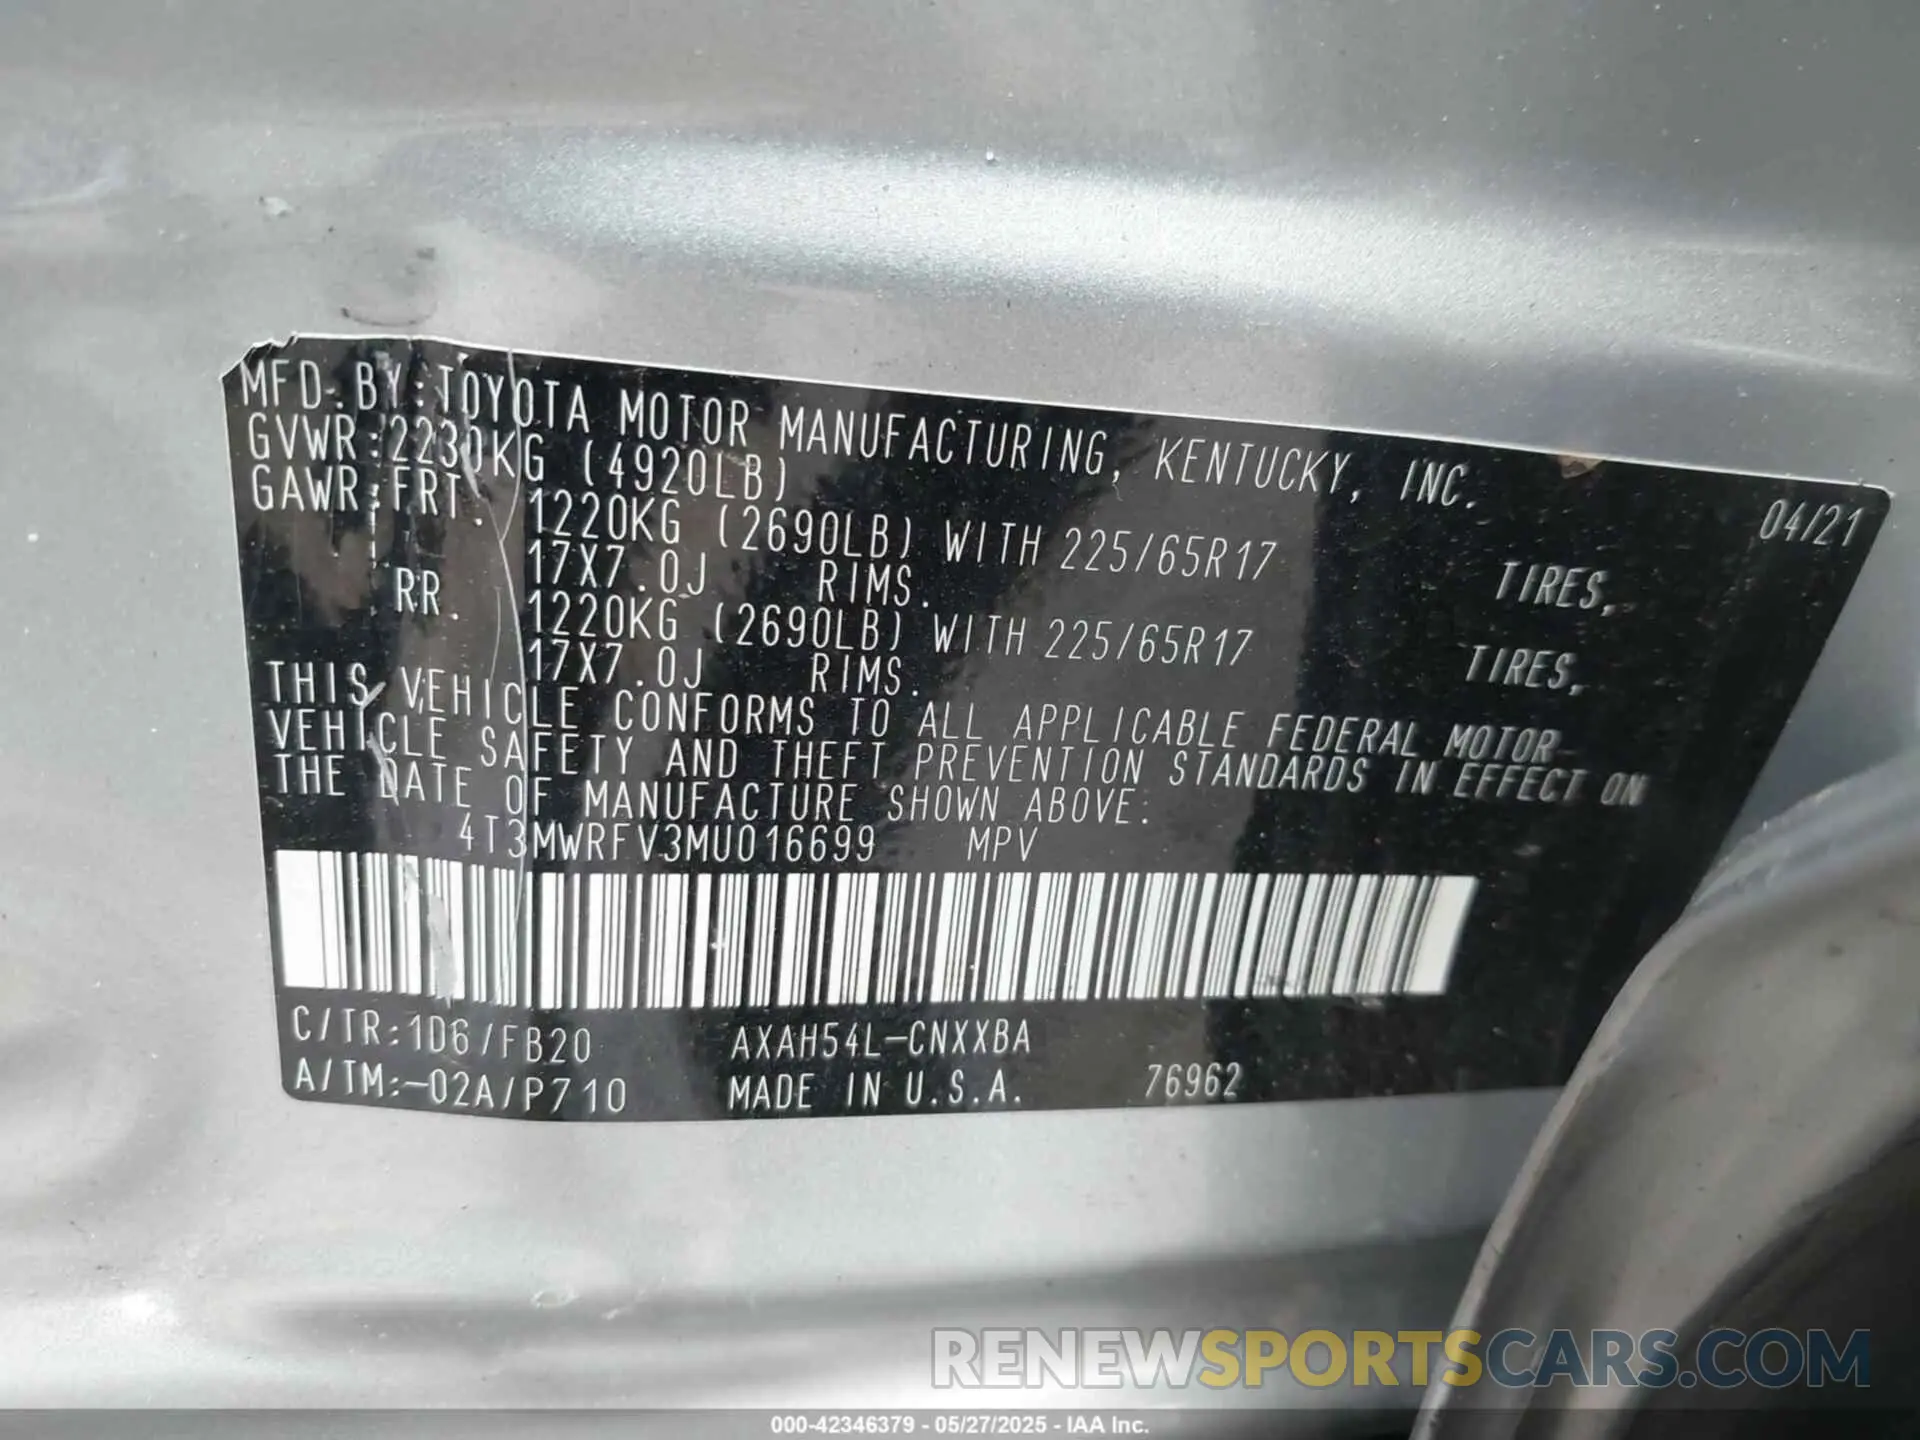 MFD. BY:TOYOTA MOTOR MANUFACTURING, KENTUCKY, INC. 04/21
GVWR:2230KG (4920LB)
GAWR:FRT. 1220KG (2690LB) WITH 225/65R17 TIRES,
17X7.0J RIMS.
RR. 1220KG (2690LB) WITH 225/65R17 TIRES,
17X7.0J RIMS.
THIS VEHICLE CONFORMS TO ALL APPLICABLE FEDERAL MOTOR
VEHICLE SAFETY AND THEFT PREVENTION STANDARDS IN EFFECT ON
THE DATE OF MANUFACTURE SHOWN ABOVE:
4T3MWRFV3MU016699 MPV
C/TR:1D6/FB20 AXAH54L-CNXXBA
A/TM:-02A/P710 MADE IN U.S.A. 76962
RENEWSPORTSCARS.COM
000-42346379 - 05/27/2025 - IAA Inc.